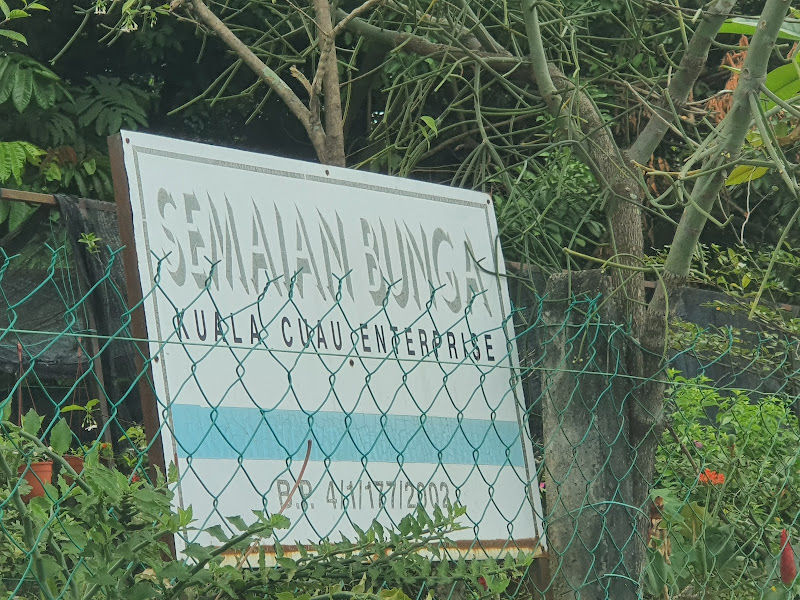 SEMAIAN BUNGA
KUALA CUAU ENTERPRISE
B.P. 4/1/177/2003